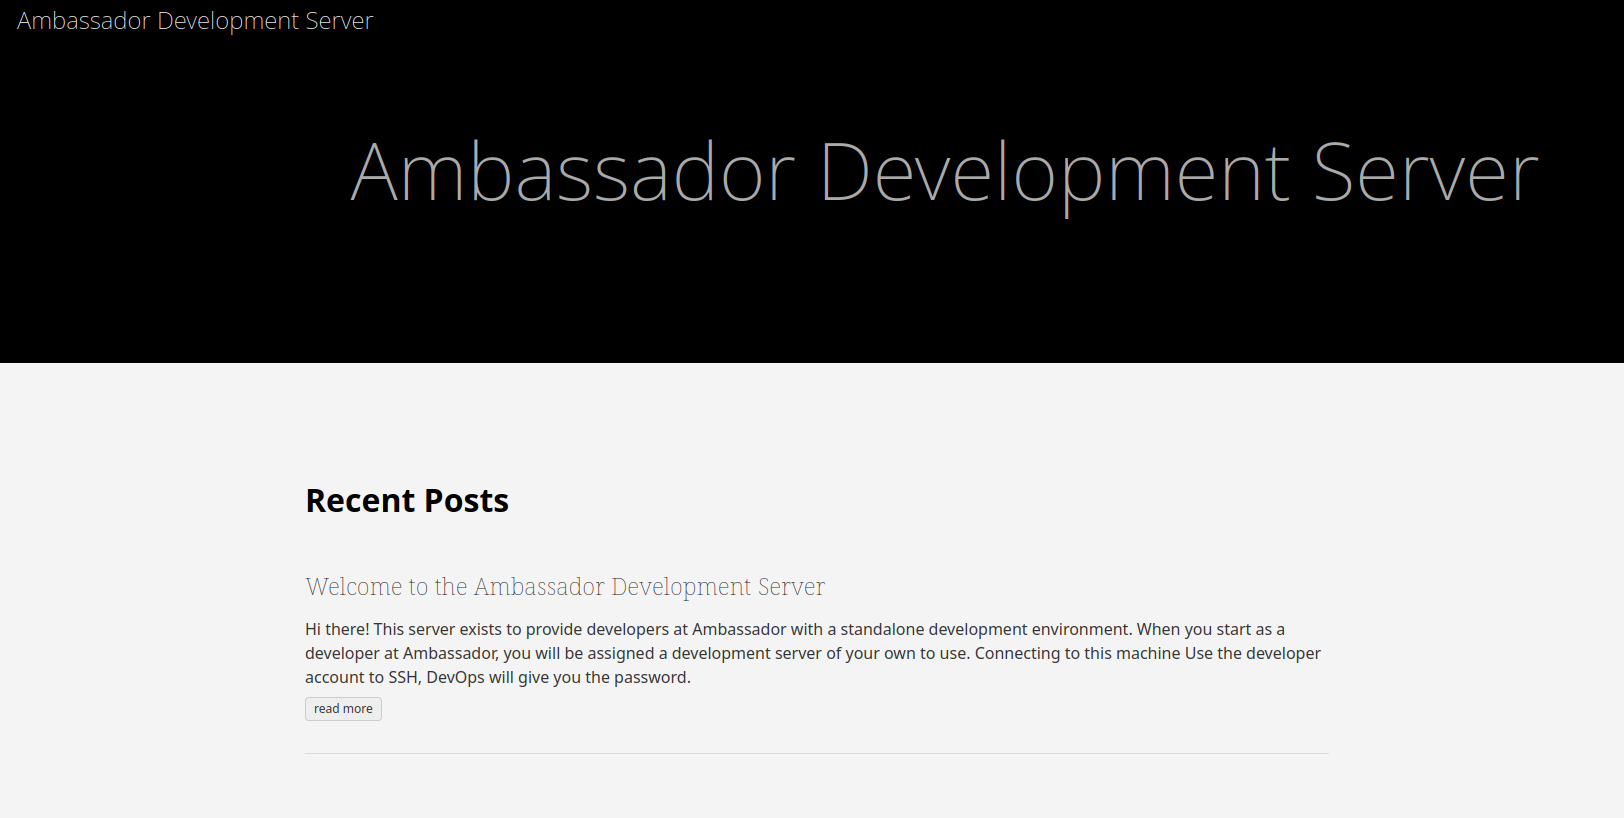 Ambassador Development Server
Ambassador Development Server
Recent Posts
Welcome to the Ambassador Development Server
Hi there! This server exists to provide developers at Ambassador with a standalone development environment. When you start as a
developer at Ambassador, you will be assigned a development server of your own to use. Connecting to this machine Use the developer
account to SSH, DevOps will give you the password.
read more